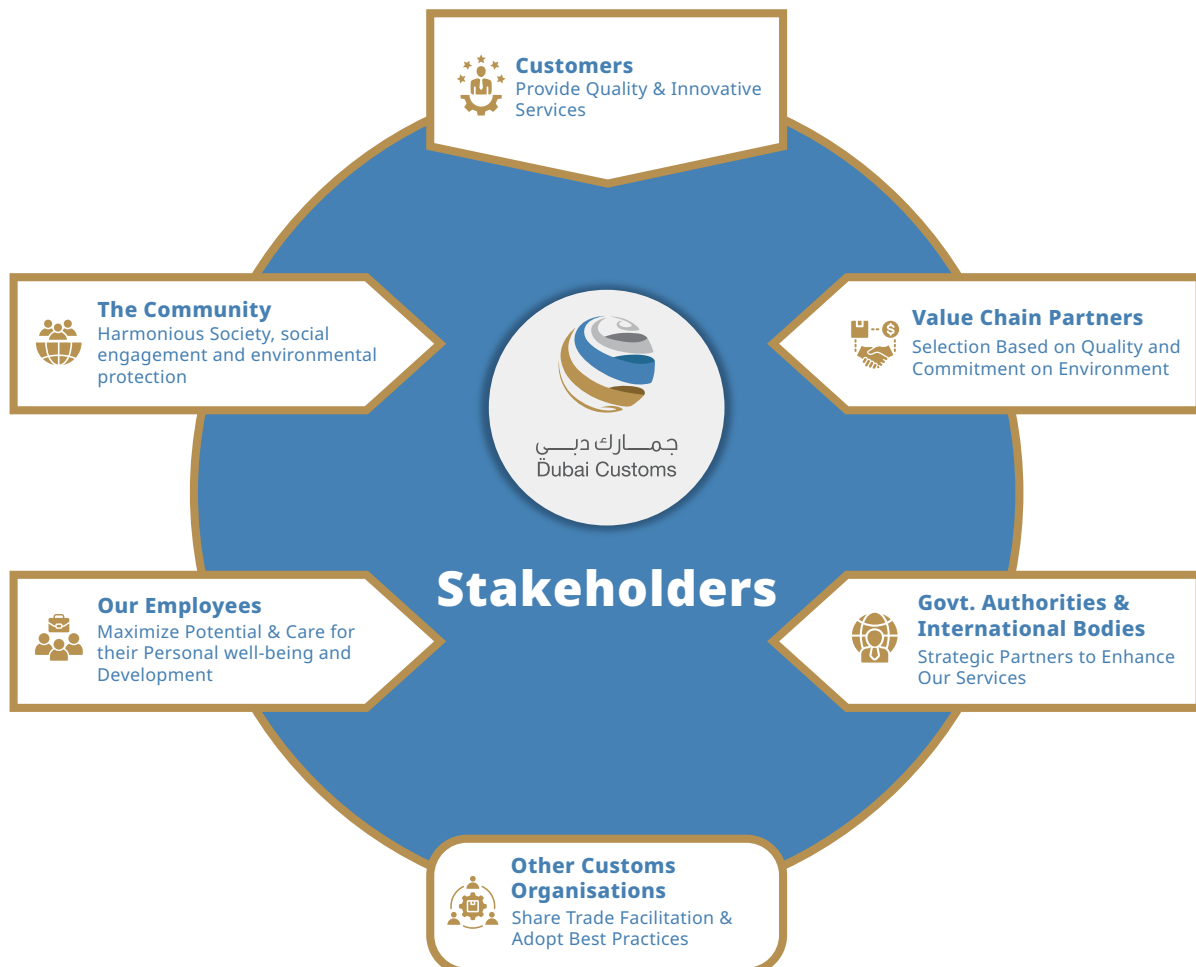 Customers
Provide Quality & Innovative
Services
The Community
Harmonious Society, social
engagement and environmental
protection
Value Chain Partners
Selection Based on Quality and
Commitment on Environment
جمـــارك دبـــي
Dubai Customs
Stakeholders
Our Employees
Maximize Potential & Care for
their Personal well-being and
Development
Govt. Authorities &
International Bodies
Strategic Partners to Enhance
Our Services
Other Customs
Organisations
Share Trade Facilitation &
Adopt Best Practices